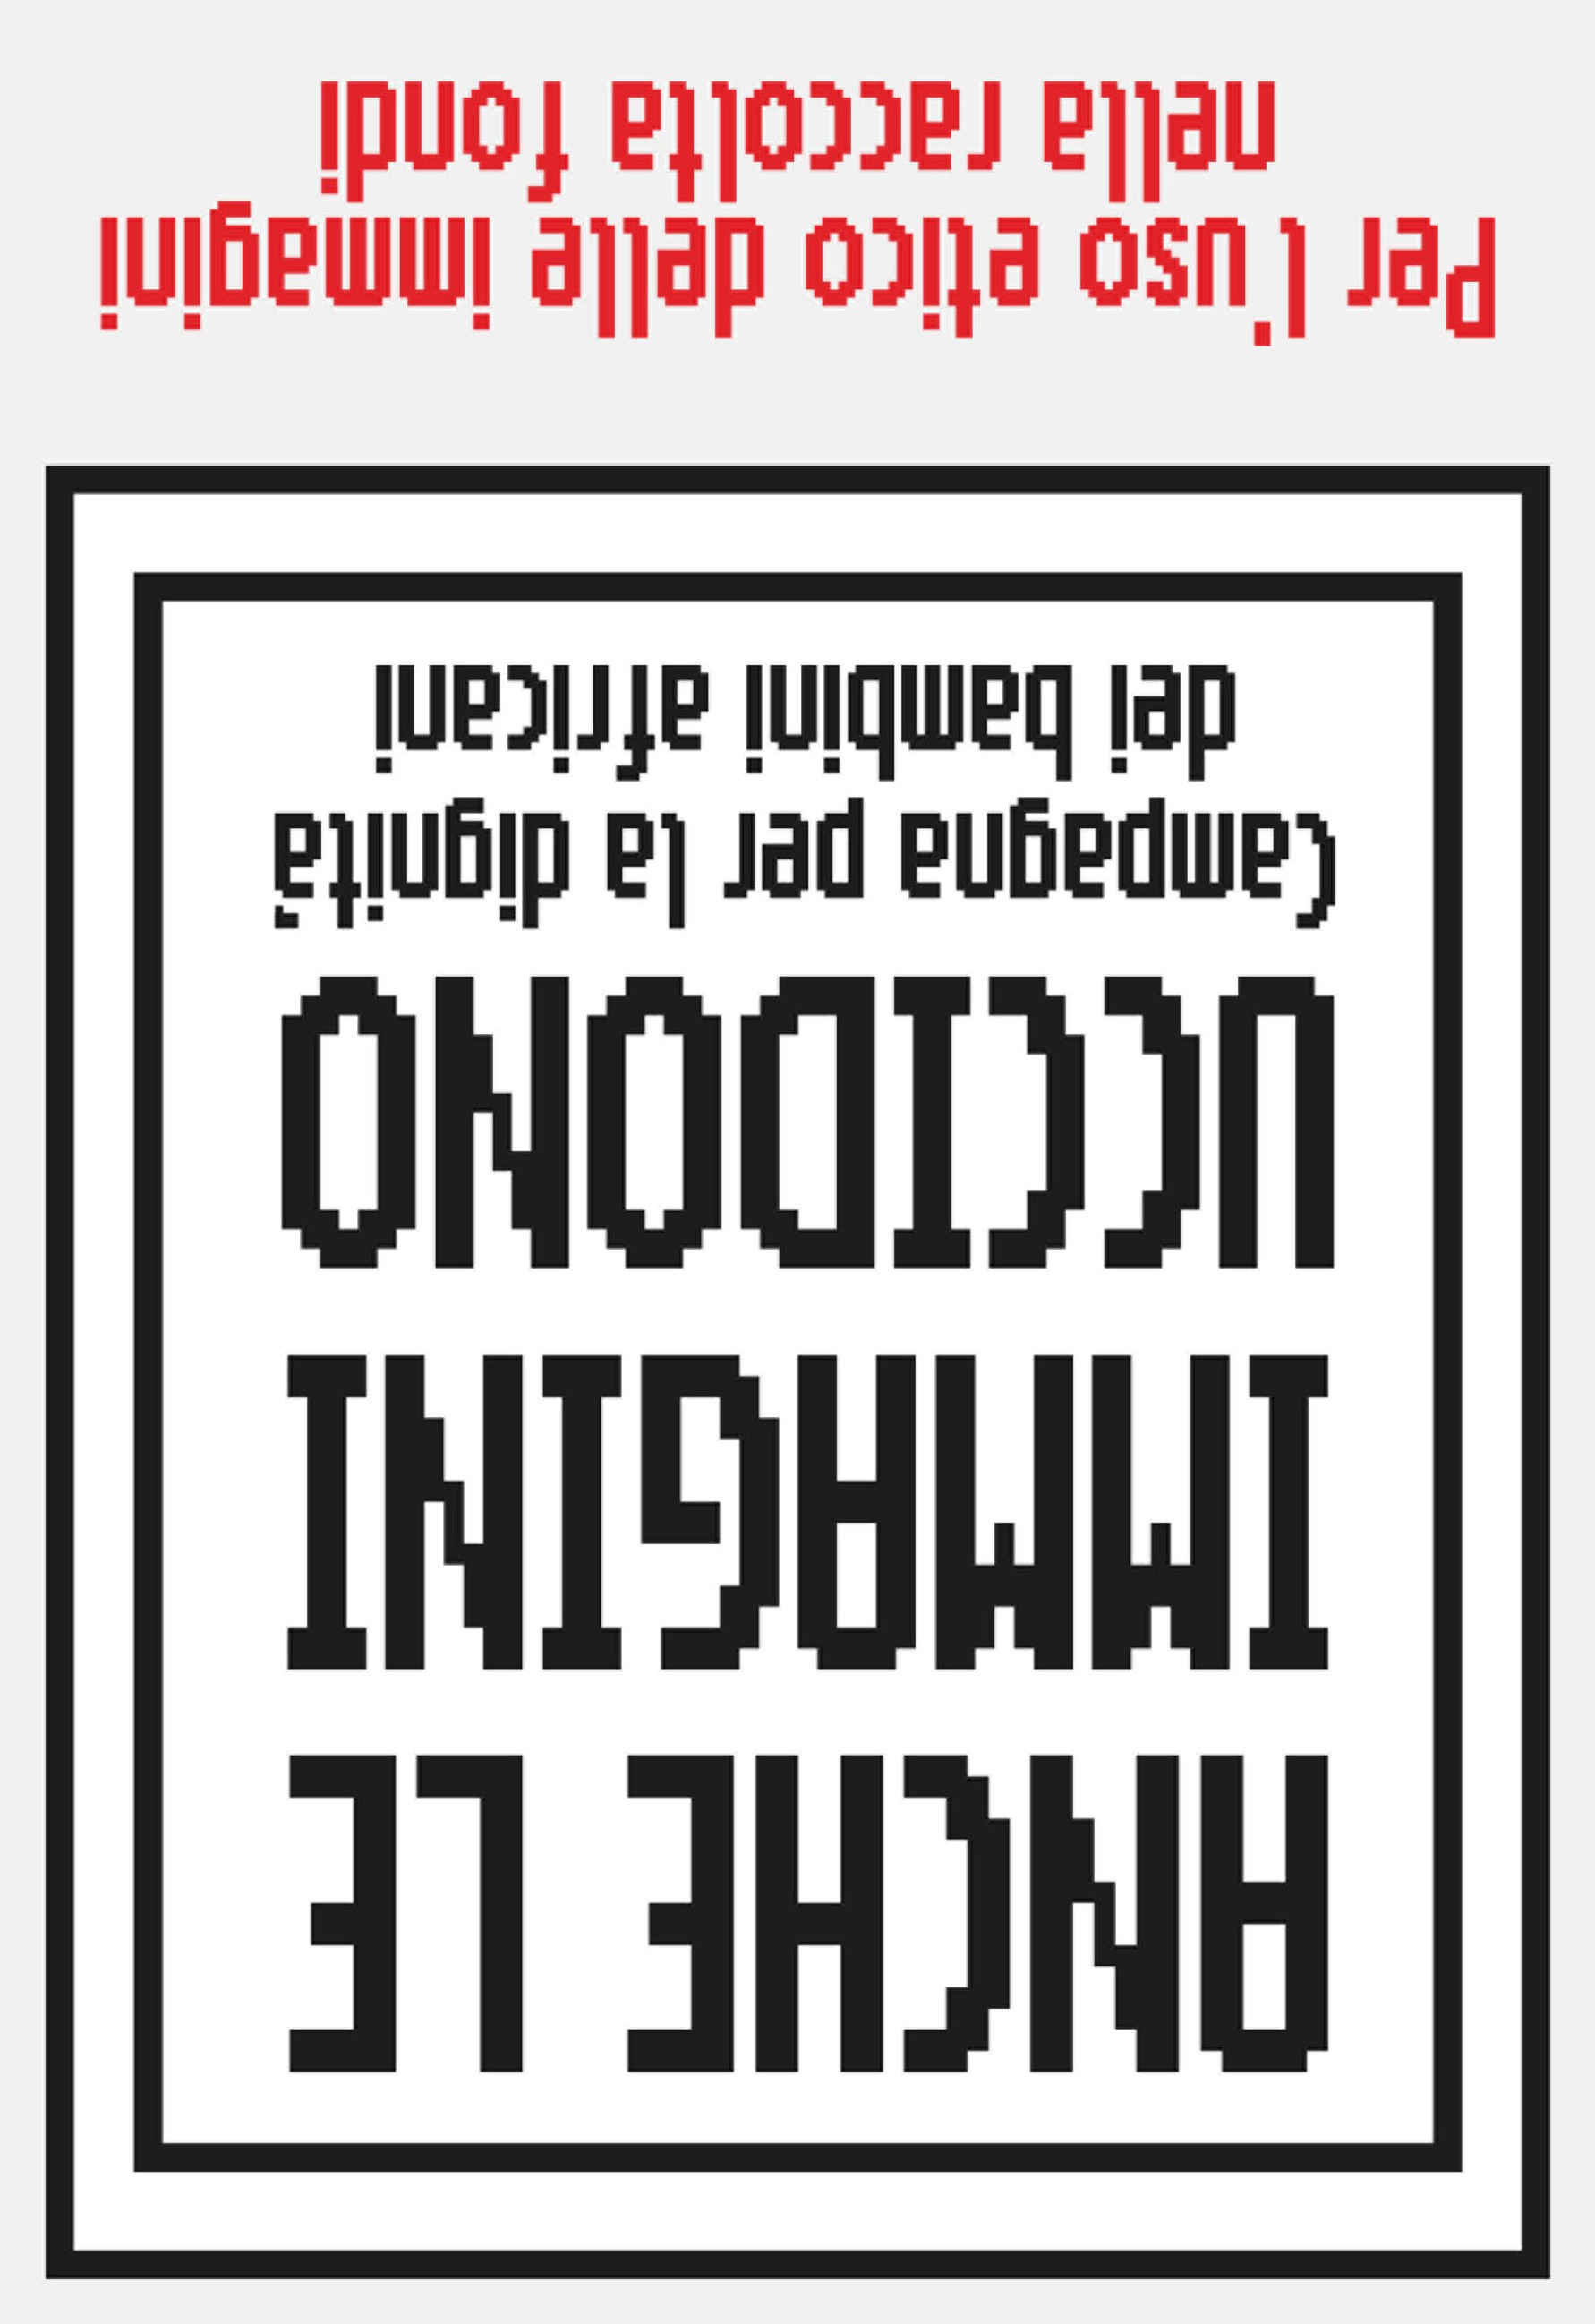 ANCHE LE
IMMAGINI
UCCIDONO
Campagna per la dignità
dei bambini africani
Per l'uso etico delle immagini
nella raccolta fondi